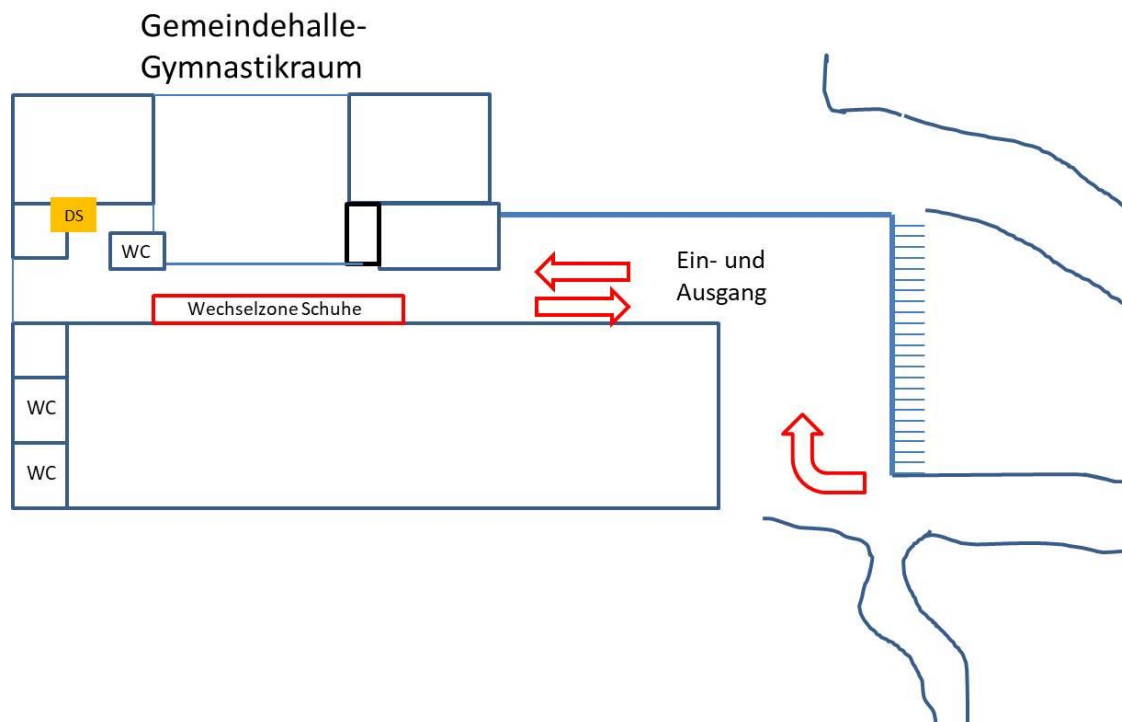 Gemeindehalle-
Gymnastikraum
DS
WC
Ein- und
Ausgang
Wechselzone Schuhe
WC
WC